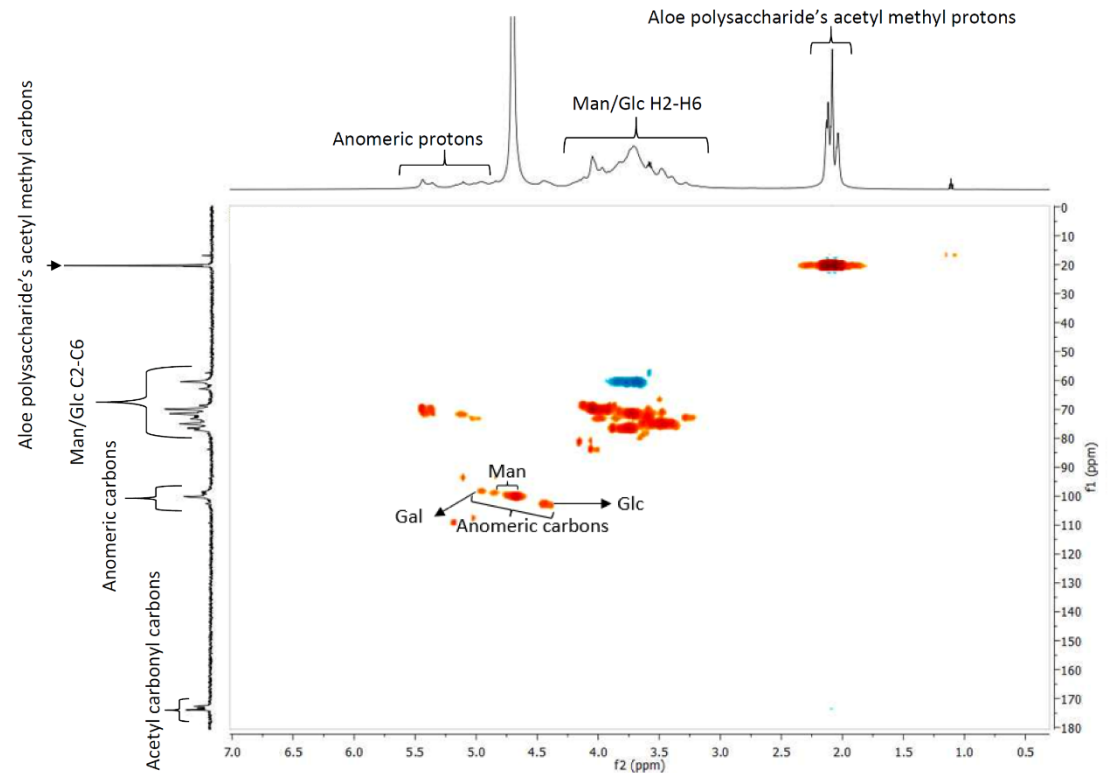 Aloe polysaccharide's acetyl methyl protons
Man/Glc H2-H6
Anomeric protons
Aloe polysaccharide's acetyl methyl carbons
Man/Glc C2-C6
Anomeric carbons
Acetyl carbonyl carbons
Man
Gal
Glc
Anomeric carbons
0
10
20
30
40
50
60
70
80
90
100
110
120
130
140
150
160
170
180
f1 (ppm)
7.0 6.5 6.0 5.5 5.0 4.5 4.0 3.5 3.0 2.5 2.0 1.5 1.0 0.5
f2 (ppm)